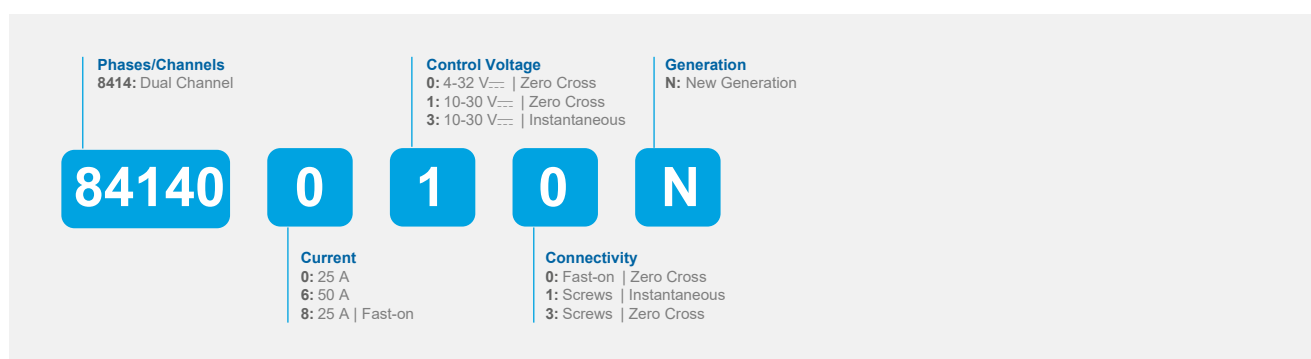 Phases/Channels
8414: Dual Channel
Control Voltage
0: 4-32 V⎓ | Zero Cross
1: 10-30 V⎓ | Zero Cross
3: 10-30 V⎓ | Instantaneous
Generation
N: New Generation
84140 0 1 0 N
Current
0: 25 A
6: 50 A
8: 25 A | Fast-on
Connectivity
0: Fast-on | Zero Cross
1: Screws | Instantaneous
3: Screws | Zero Cross